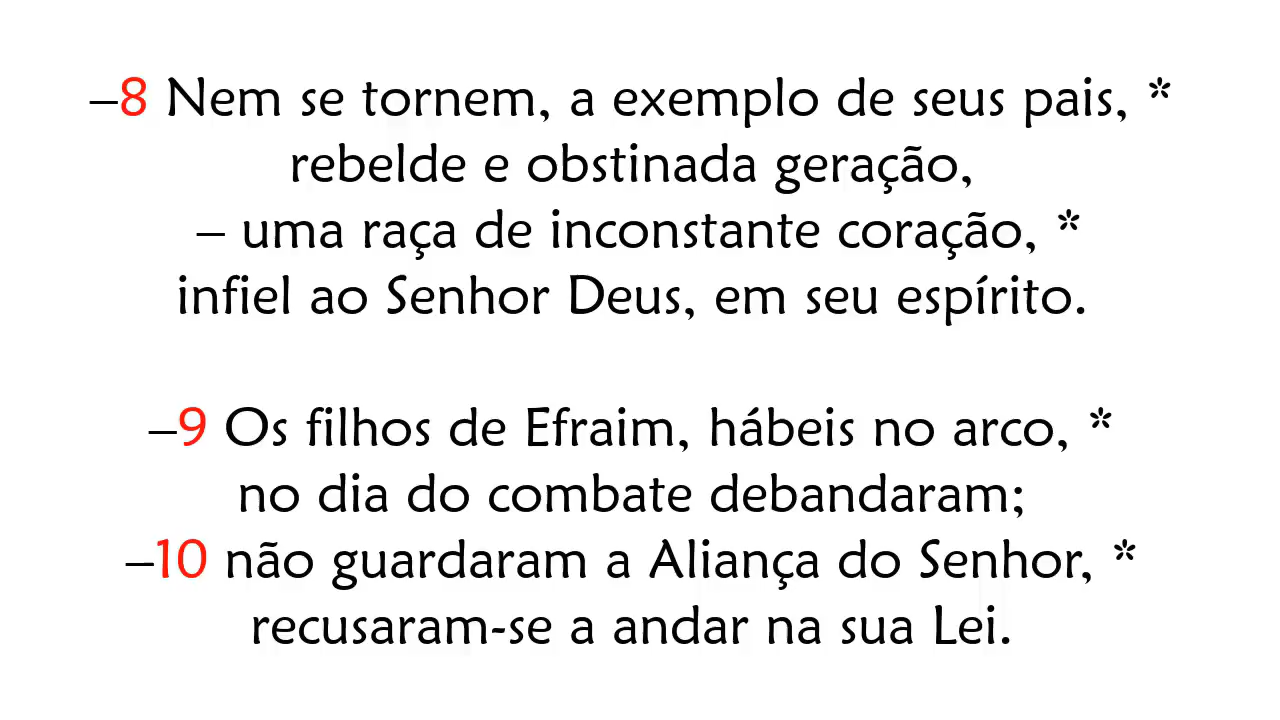 –8 Nem se tornem, a exemplo de seus pais, *
rebelde e obstinada geração,
– uma raça de inconstante coração, *
infiel ao Senhor Deus, em seu espírito.
–9 Os filhos de Efraim, hábeis no arco, *
no dia do combate debandaram;
–10 não guardaram a Aliança do Senhor, *
recusaram-se a andar na sua Lei.